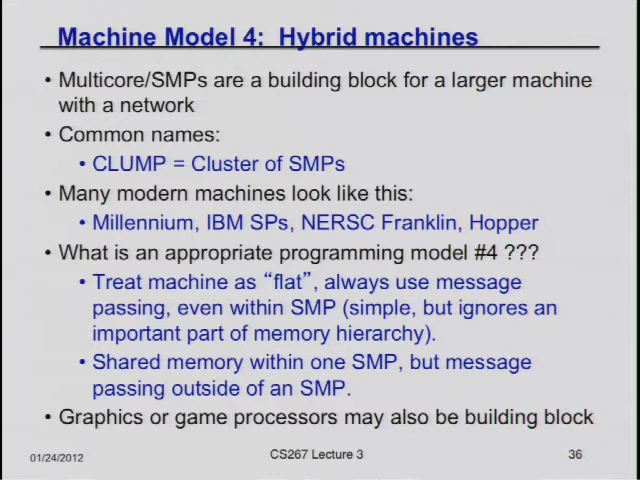 Machine Model 4: Hybrid machines
• Multicore/SMPs are a building block for a larger machine
with a network
• Common names:
• CLUMP = Cluster of SMPs
• Many modern machines look like this:
• Millennium, IBM SPs, NERSC Franklin, Hopper
• What is an appropriate programming model #4 ???
• Treat machine as “flat”, always use message
passing, even within SMP (simple, but ignores an
important part of memory hierarchy).
• Shared memory within one SMP, but message
passing outside of an SMP.
• Graphics or game processors may also be building block
01/24/2012
CS267 Lecture 3
36